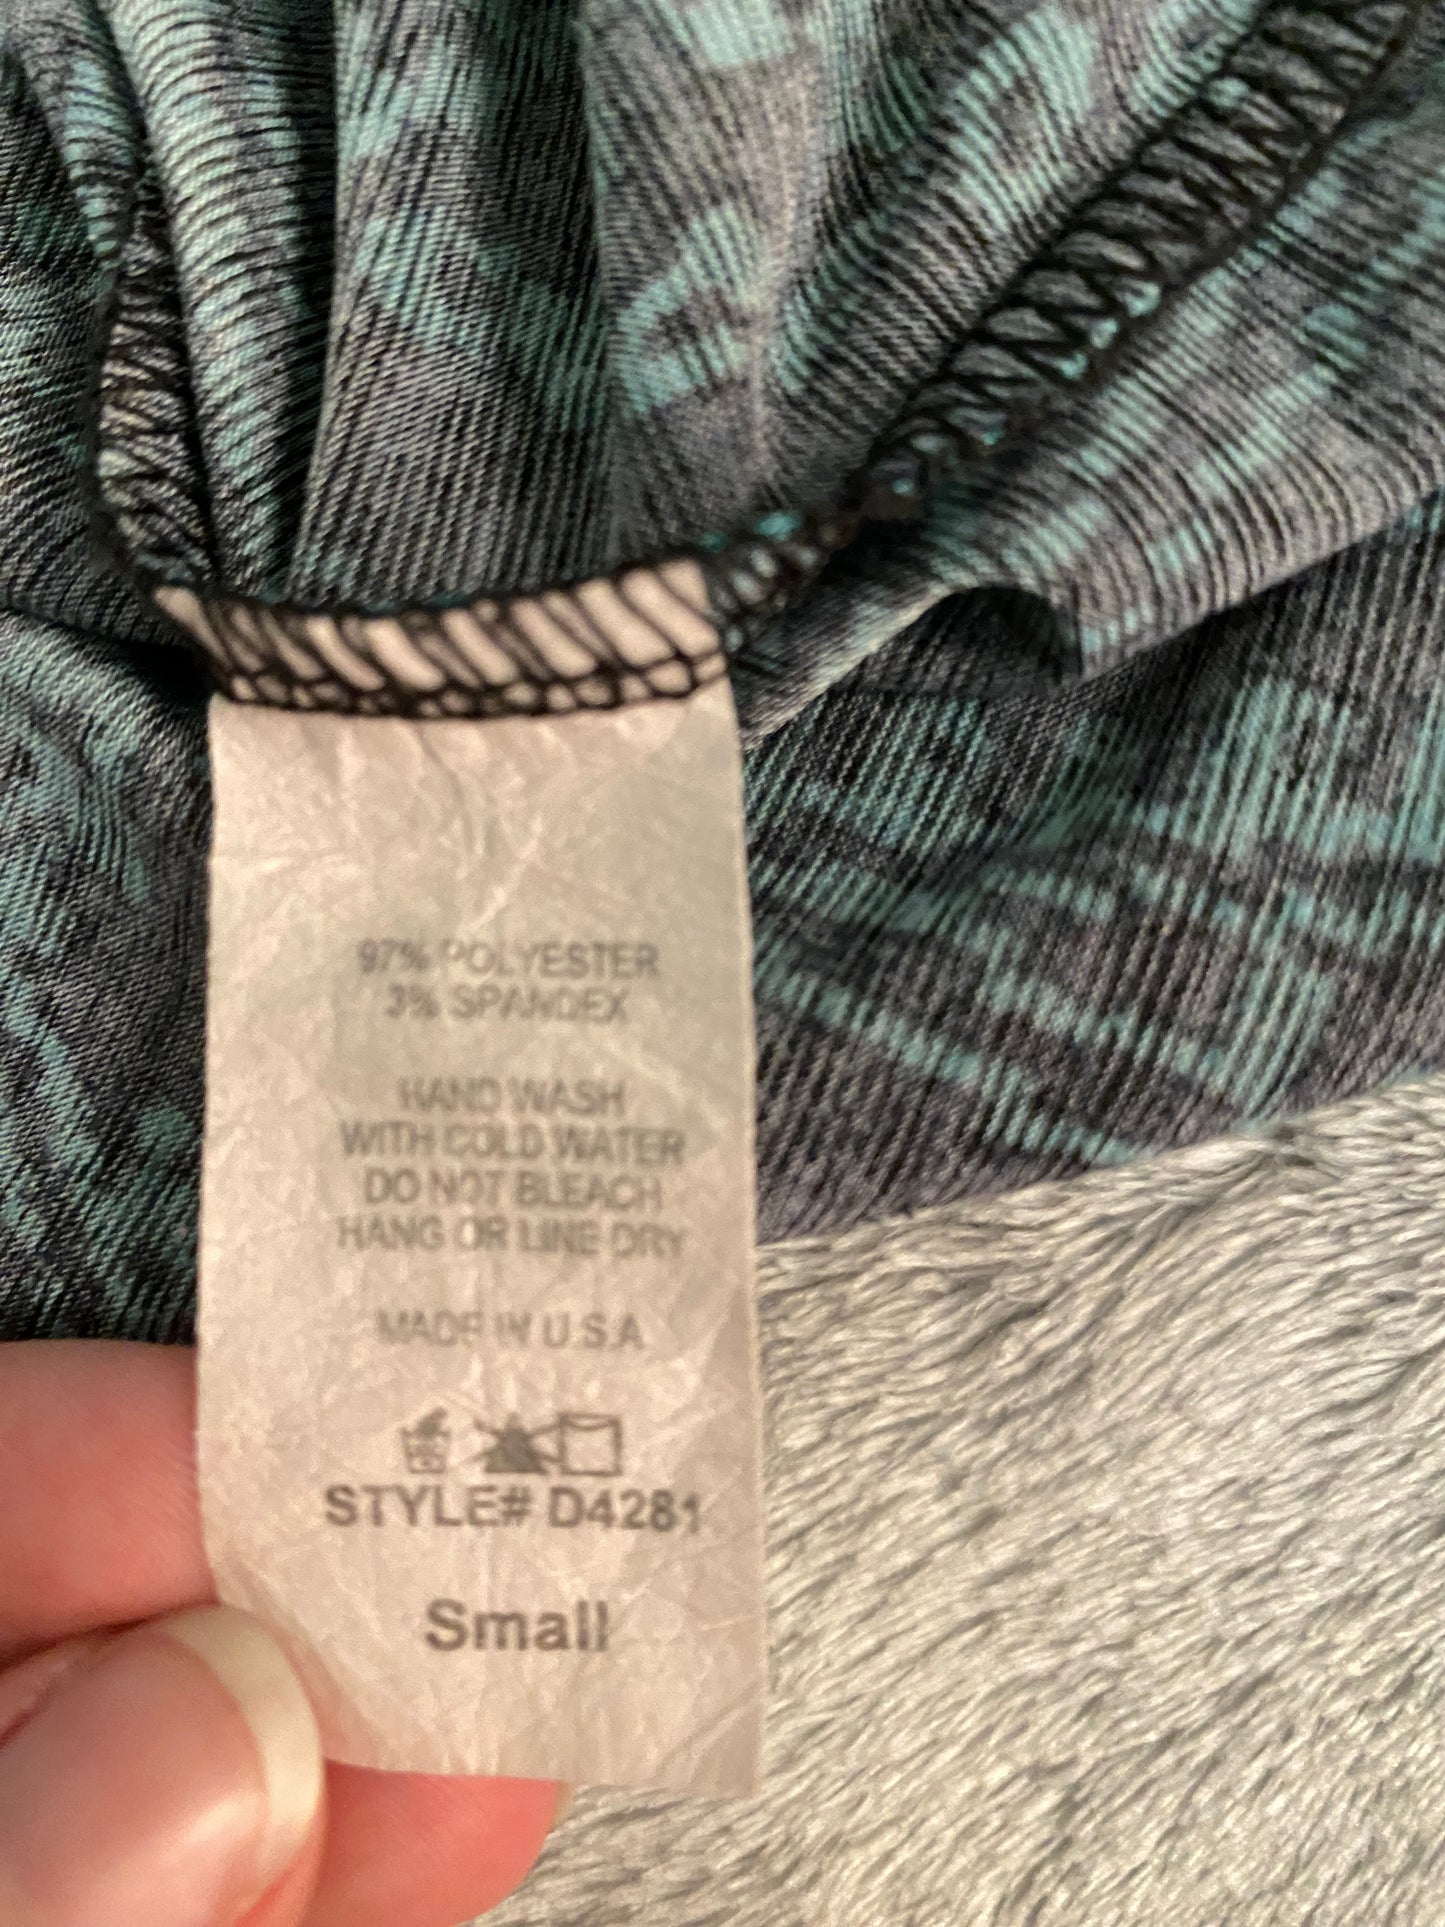 97% POLYESTER
3% SPANDEX
HAND WASH
WITH COLD WATER
DO NOT BLEACH
HANG OR LINE DRY
MADE IN U.S.A
STYLE# D4281
Small